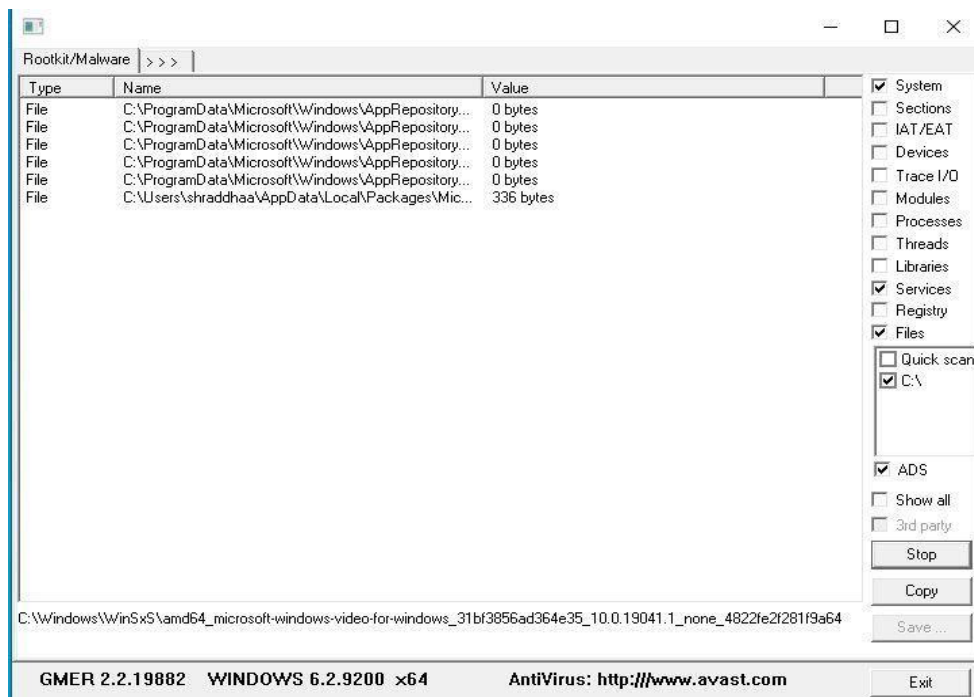 Rootkit/Malware > > >
Type Name Value
File C:\ProgramData\Microsoft\Windows\AppRepository... 0 bytes
File C:\ProgramData\Microsoft\Windows\AppRepository... 0 bytes
File C:\ProgramData\Microsoft\Windows\AppRepository... 0 bytes
File C:\ProgramData\Microsoft\Windows\AppRepository... 0 bytes
File C:\ProgramData\Microsoft\Windows\AppRepository... 0 bytes
File C:\Users\shraddhaa\AppData\Local\Packages\Mic... 336 bytes
System
Sections
IAT/EAT
Devices
Trace I/O
Modules
Processes
Threads
Libraries
Services
Registry
Files
Quick scan
C:\
ADS
Show all
3rd party
Stop
Copy
Save ...
C:\Windows\WinSxS\amd64_microsoft-windows-video-for-windows_31bf3856ad364e35_10.0.19041.1_none_4822fe2f281f9a64
GMER 2.2.19882 WINDOWS 6.2.9200 x64 AntiVirus: http:///www.avast.com
Exit